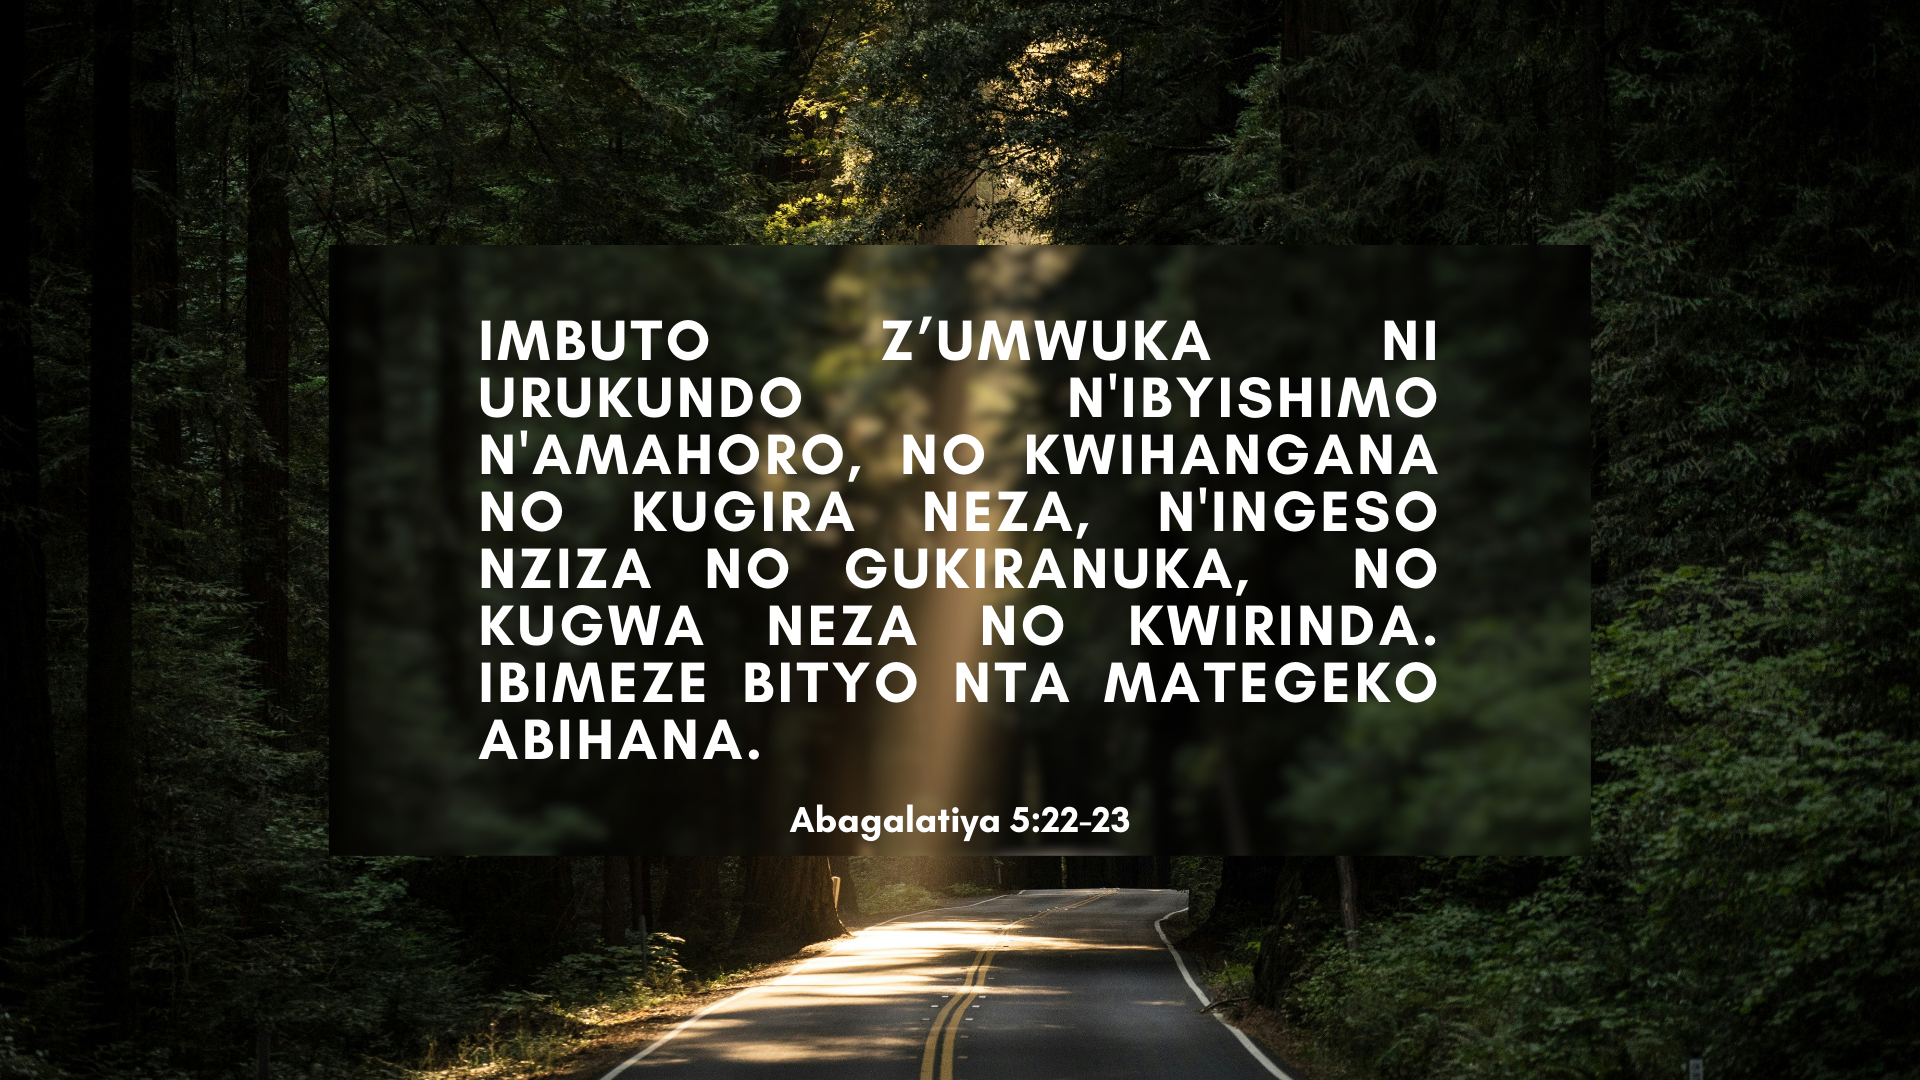 IMBUTO Z’UMWUKA NI
URUKUNDO N'IBYISHIMO
N'AMAHORO, NO KWIHANGANA
NO KUGIRA NEZA, N'INGESO
NZIZA NO GUKIRANUKA, NO
KUGWA NEZA NO KWIRINDA.
IBIMEZE BITYO NTA MATEGEKO
ABIHANA.
Abagalatiya 5:22-23